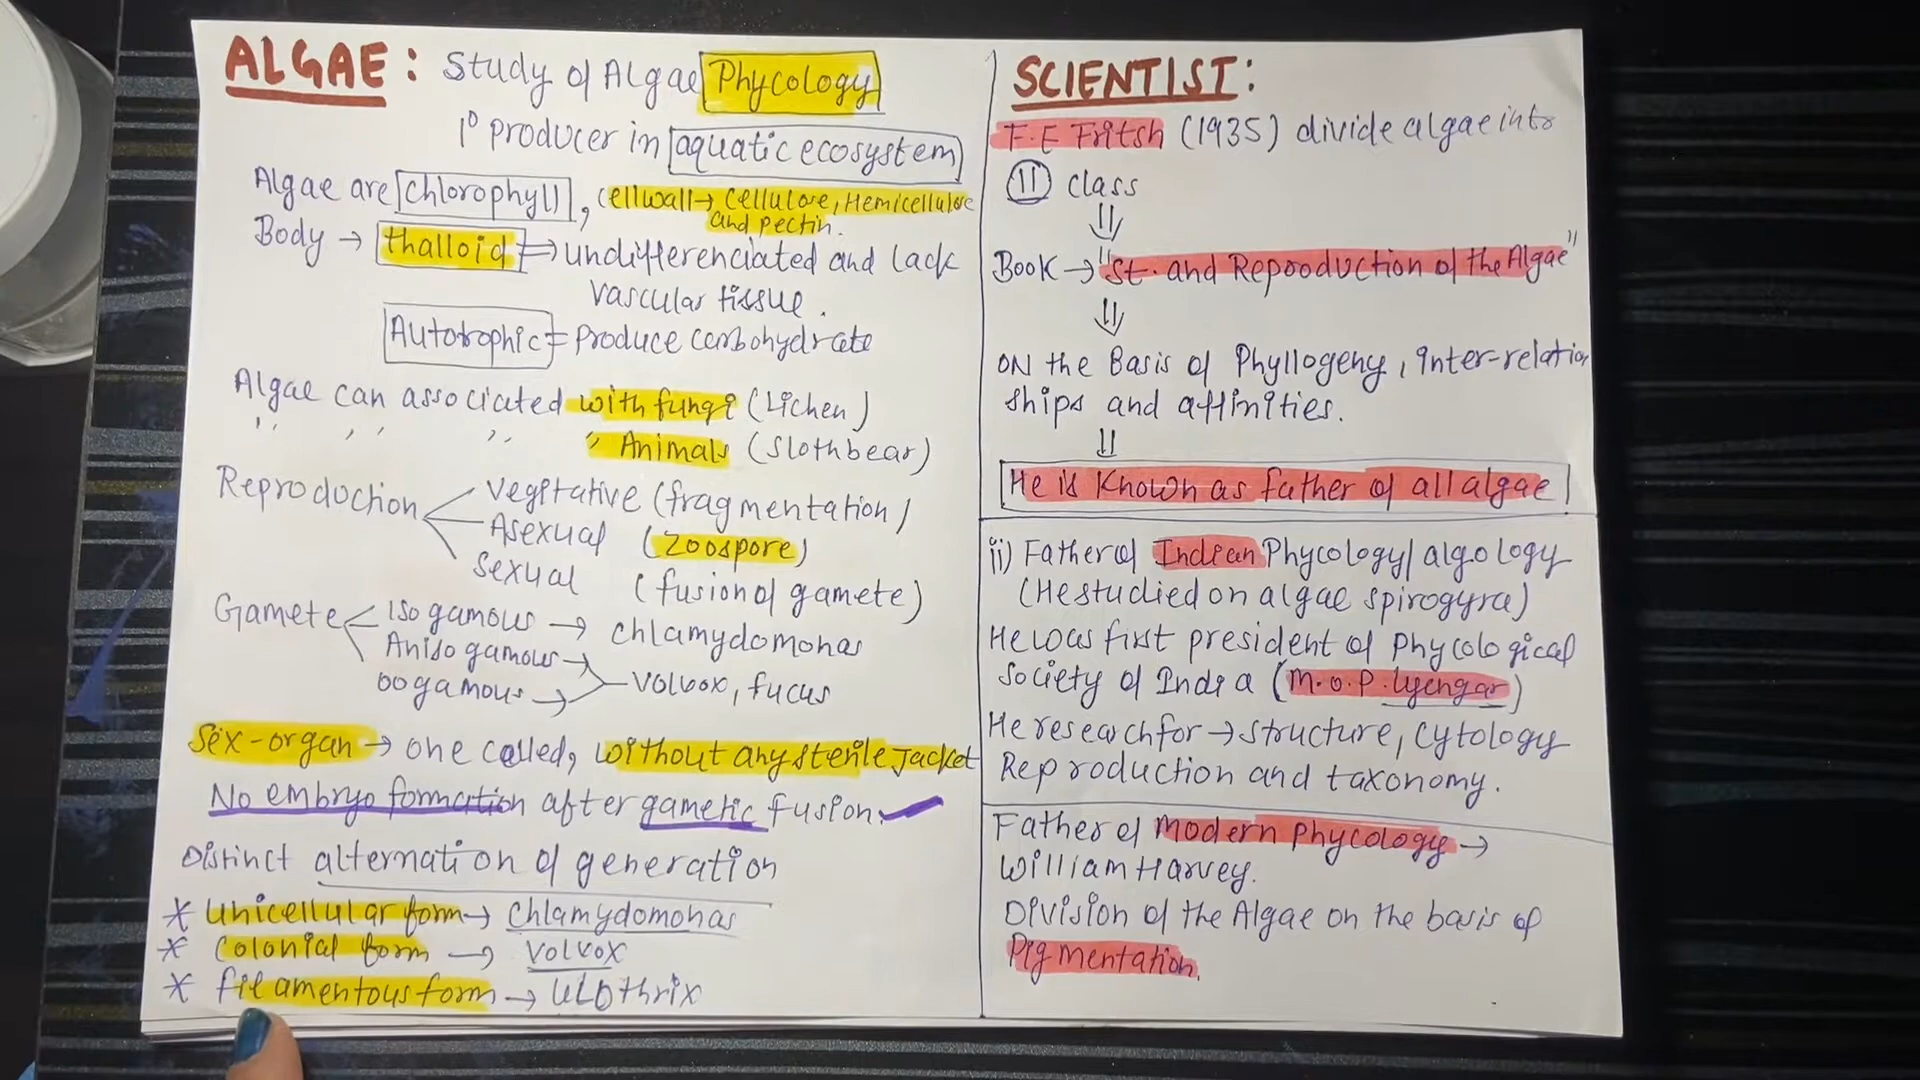 ALGAE: Study of Algae Phycology
1° producer in aquatic ecosystem
Algae are chlorophyll, cellwall→ cellulose, Hemicellulose
and pectin.
Body → thalloid ⇒ undifferenciated and lack
vascular tissue.
Autotrophic = Produce carbohydrate
Algae can associated with fungi (Lichen)
" " " " Animals (Slothbear)
Reproduction
Vegitative (fragmentation)
Asexual (Zoospore)
Sexual (fusion of gamete)
Gamete
Isogamous → chlamydomonas
Anisogamous →
oogamous → volvox, fucus
Sex-organ → one celled, without any sterile Jacket
No embryo formation after gametic fusion.
Distinct alternation of generation
* Unicellular form → Chlamydomonas
* Colonial form → Volvox
* filamentous form → ULOthrix
SCIENTIST:
F.E Fritsh (1935) divide algae into
11 class
⇓
Book → "St. and Reprooduction of the Algae"
⇓
ON the Basis of Phyllogeny, inter-relation
ships and affinities.
⇓
He is Known as father of all algae!
ii) Father of Indian Phycology/algology
(He studied on algae spirogyra)
He was first president of Phycological
Society of India (M.O.P. Iyengar)
He research for → structure, Cytology
Reproduction and taxonomy.
Father of Modern Phycology →
William Harvey.
Division of the Algae on the basis of
Pigmentation.